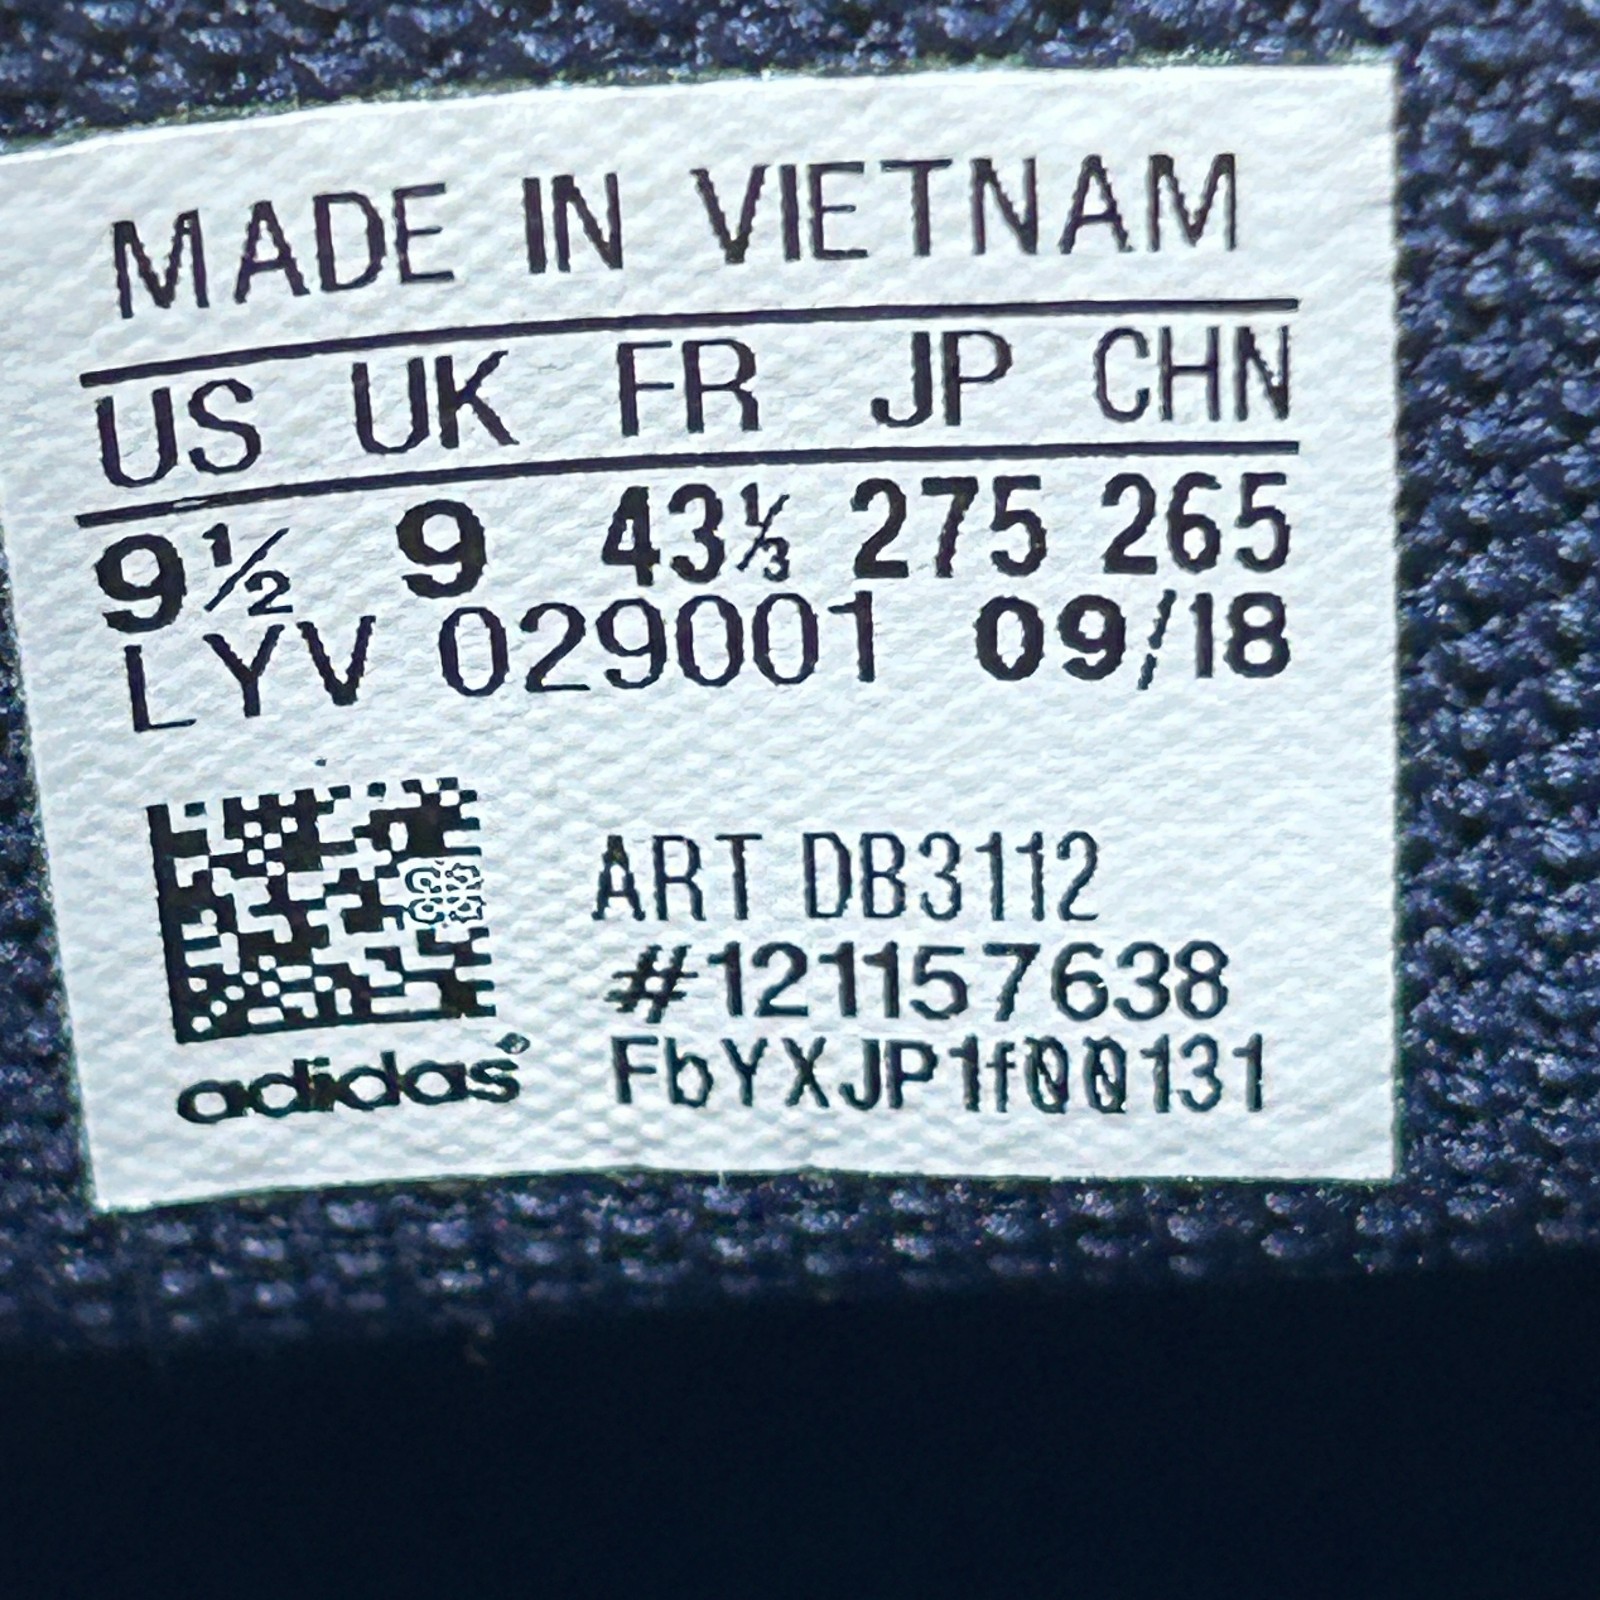 MADE IN VIETNAM
US UK FR JP CHN
9½ 9 43⅓ 275 265
LYV 029001 09/18
ART DB3112
#121157638
FbYXJP1f00131
adidas®